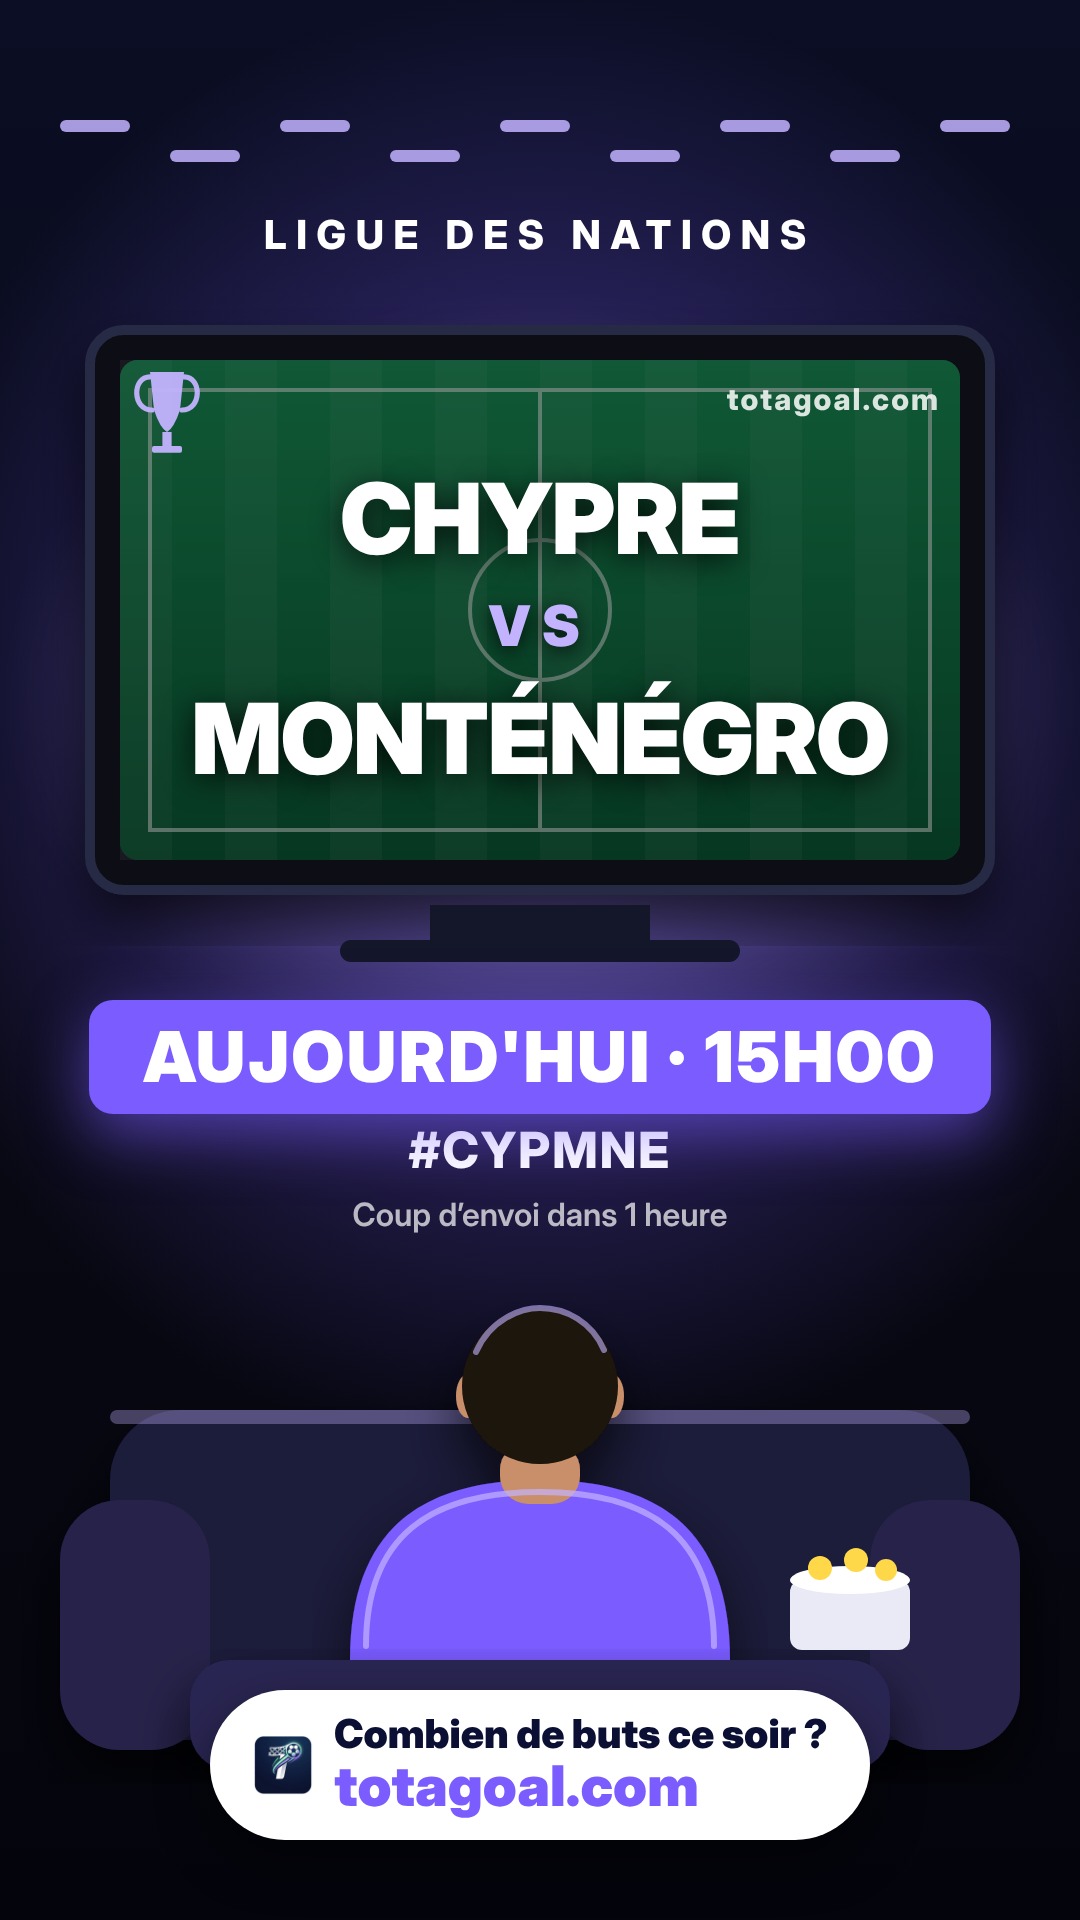 LIGUE DES NATIONS
totagoal.com
CHYPRE
VS
MONTÉNÉGRO
AUJOURD'HUI · 15H00
#CYPMNE
Coup d’envoi dans 1 heure
Combien de buts ce soir ?
totagoal.com